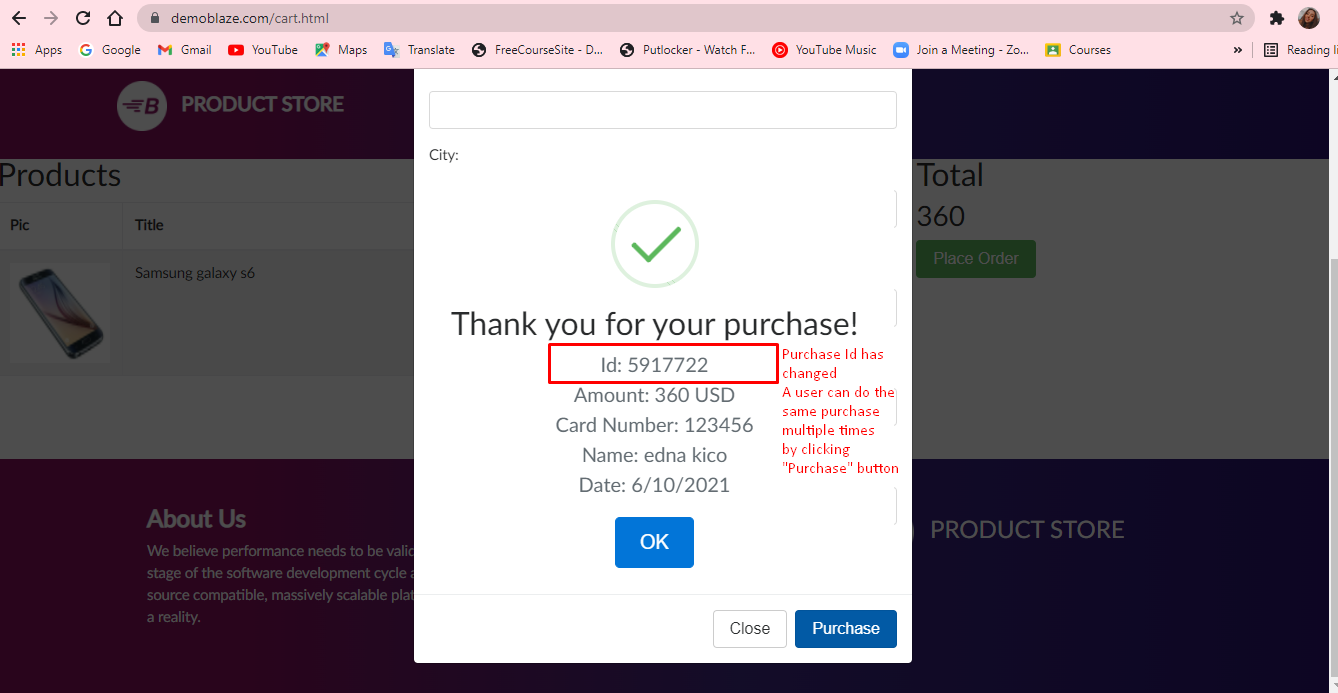 demoblaze.com/cart.html
Apps
Google
Gmail
YouTube
Maps
Translate
FreeCourseSite - D...
Putlocker - Watch F...
YouTube Music
Join a Meeting - Zo...
Courses
»
Reading li
B PRODUCT STORE
City:
Products
Total
Pic
Title
360
Samsung galaxy s6
Place Order
Thank you for your purchase!
Id: 5917722
Amount: 360 USD
Card Number: 123456
Name: edna kico
Date: 6/10/2021
Purchase Id has
changed
A user can do the
same purchase
multiple times
by clicking
"Purchase" button
OK
About Us
We believe performance needs to be valid
stage of the software development cycle a
source compatible, massively scalable plat
a reality.
PRODUCT STORE
Close
Purchase